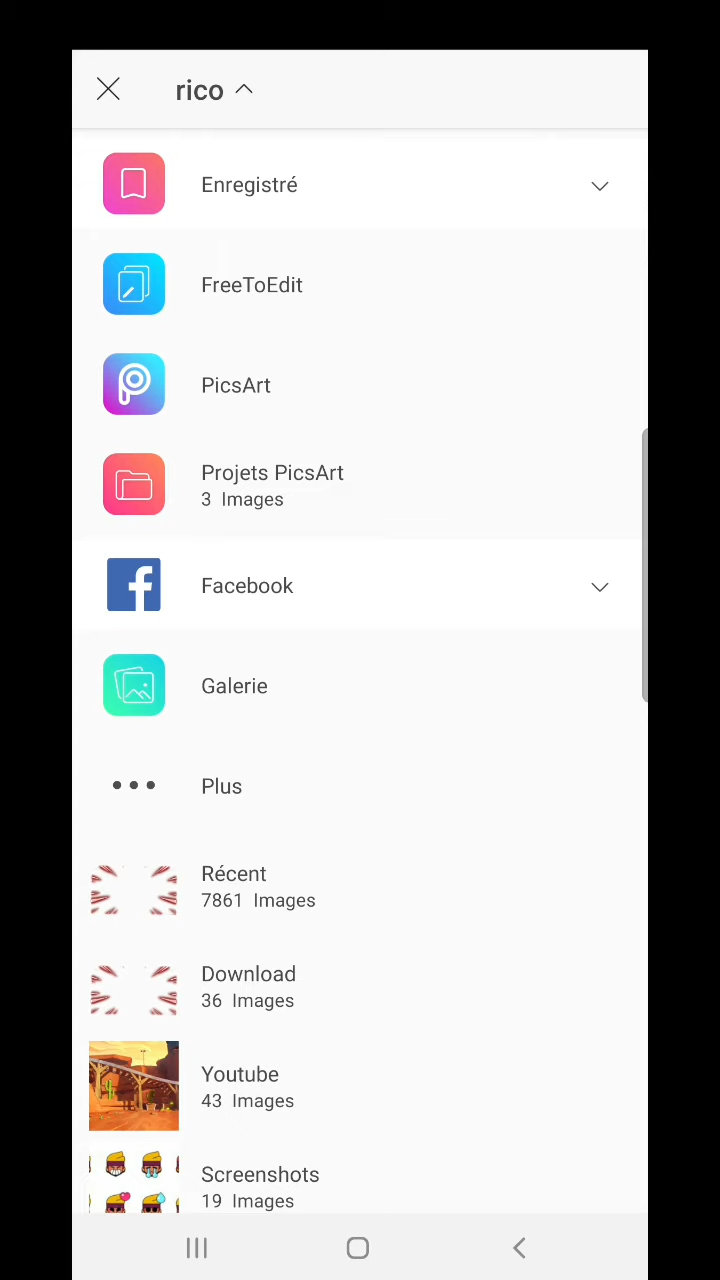 rico
Enregistré
FreeToEdit
PicsArt
Projets PicsArt
3 Images
Facebook
Galerie
Plus
Récent
7861 Images
Download
36 Images
Youtube
43 Images
Screenshots
19 Images